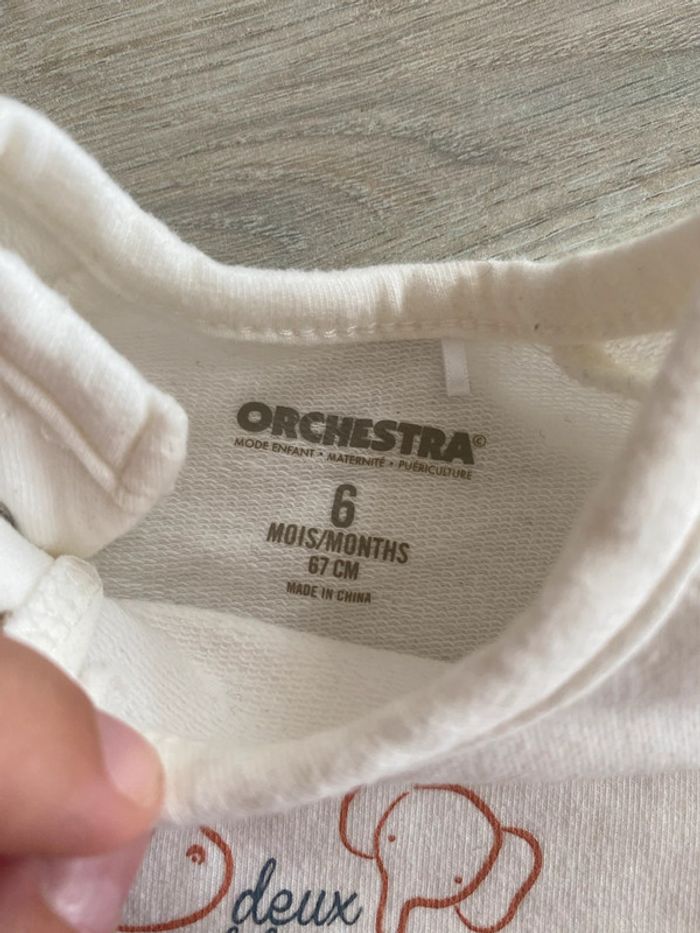 ORCHESTRA©
MODE ENFANT • MATERNITÉ • PUÉRICULTURE
6
MOIS/MONTHS
67 CM
MADE IN CHINA
deux